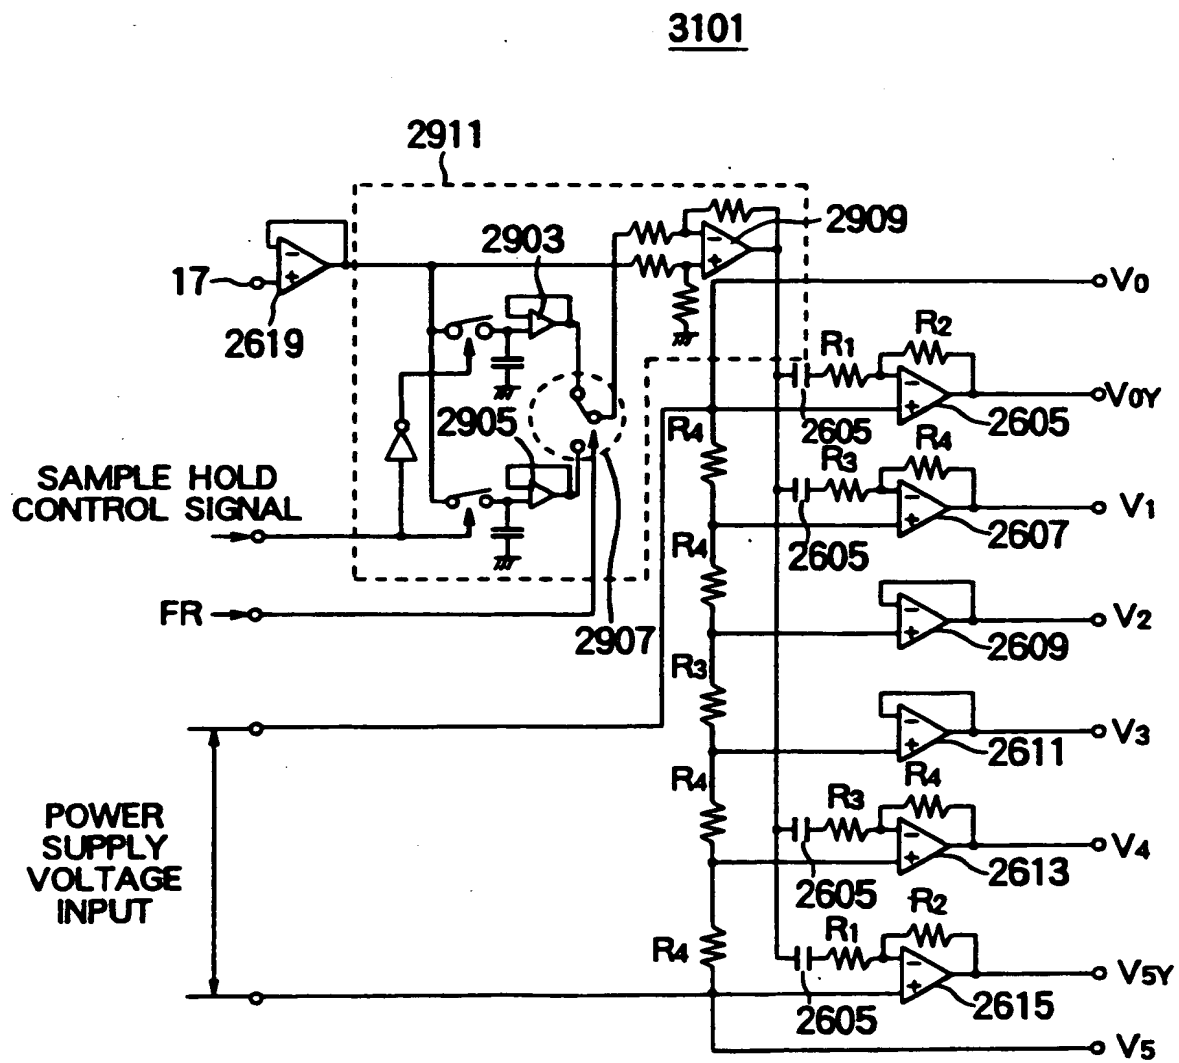 3101
2911
2903
2909
17
2619
V0
R1
R2
2905
R4
2605
2605
V0Y
SAMPLE HOLD
CONTROL SIGNAL
R3
R4
2605
2607
V1
R4
FR
2907
2609
V2
R3
2611
V3
R4
R3
R4
POWER
SUPPLY
VOLTAGE
INPUT
2605
2613
V4
R4
R1
R2
2605
2615
V5Y
V5